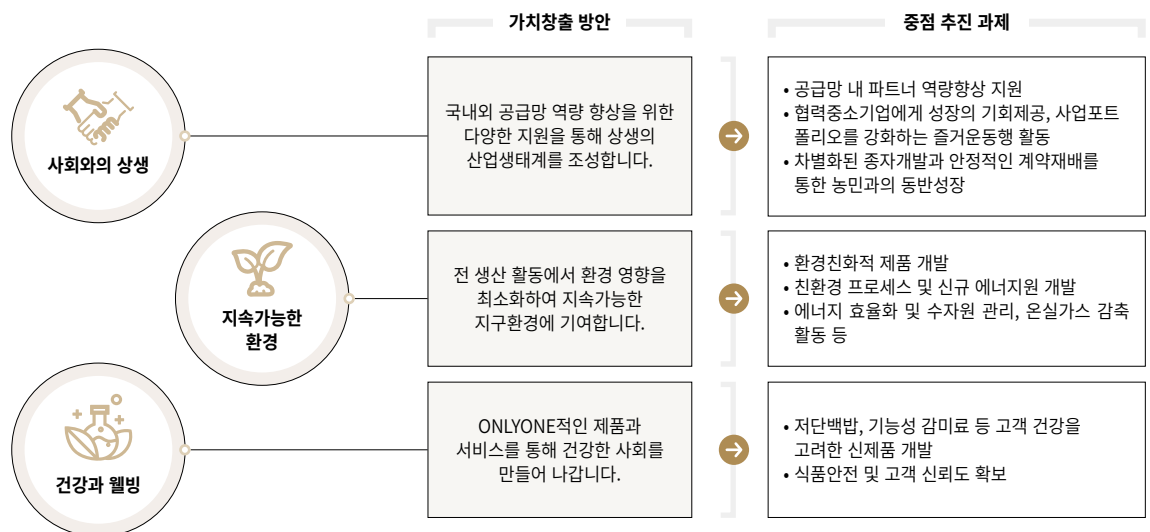 가치창출 방안
중점 추진 과제
사회와의 상생
국내외 공급망 역량 향상을 위한
다양한 지원을 통해 상생의
산업생태계를 조성합니다.
• 공급망 내 파트너 역량향상 지원
• 협력중소기업에게 성장의 기회제공, 사업포트
폴리오를 강화하는 즐거운동행 활동
• 차별화된 종자개발과 안정적인 계약재배를
통한 농민과의 동반성장
지속가능한
환경
전 생산 활동에서 환경 영향을
최소화하여 지속가능한
지구환경에 기여합니다.
• 환경친화적 제품 개발
• 친환경 프로세스 및 신규 에너지원 개발
• 에너지 효율화 및 수자원 관리, 온실가스 감축
활동 등
건강과 웰빙
ONLYONE적인 제품과
서비스를 통해 건강한 사회를
만들어 나갑니다.
• 저단백밥, 기능성 감미료 등 고객 건강을
고려한 신제품 개발
• 식품안전 및 고객 신뢰도 확보